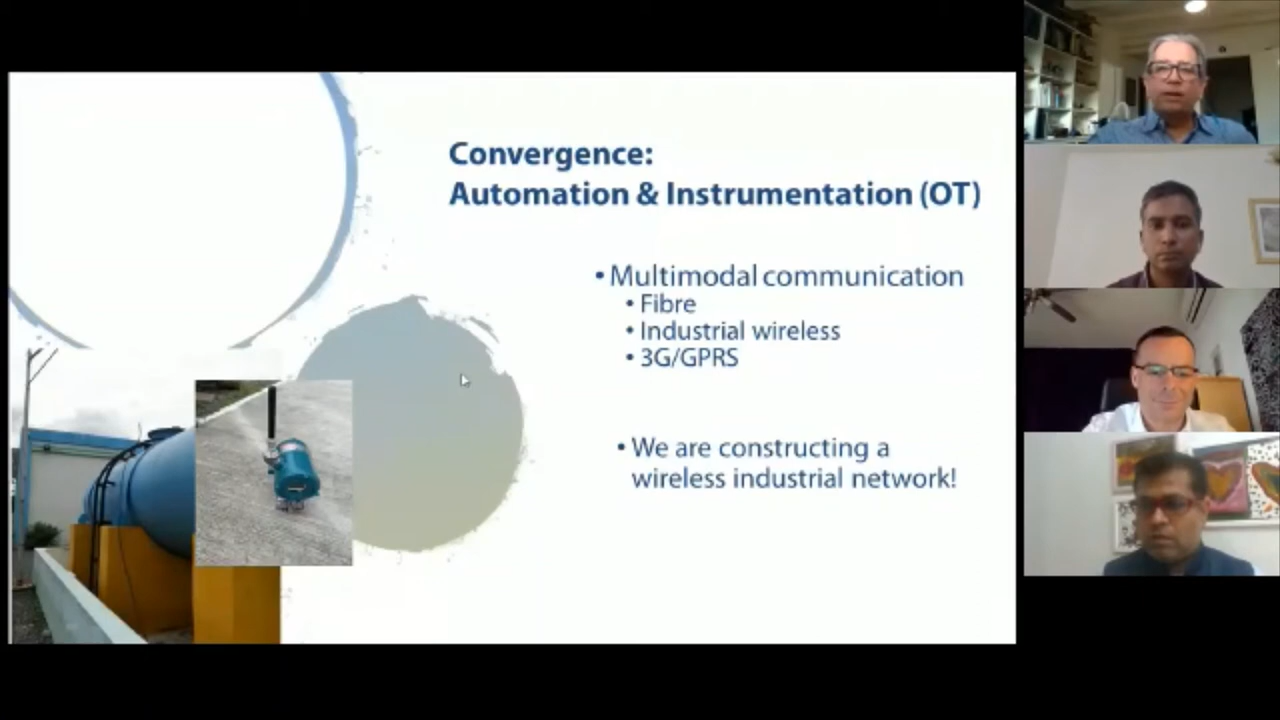 Convergence:
Automation & Instrumentation (OT)
• Multimodal communication
• Fibre
• Industrial wireless
• 3G/GPRS
• We are constructing a
wireless industrial network!